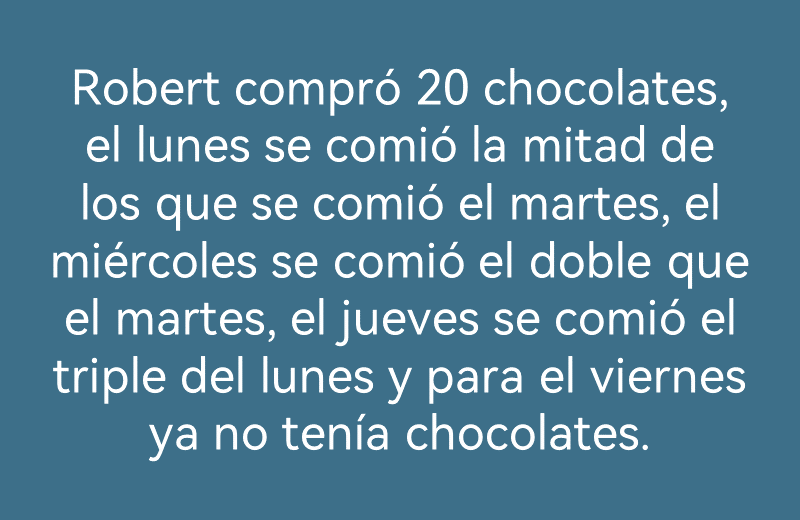 Robert compró 20 chocolates,
el lunes se comió la mitad de
los que se comió el martes, el
miércoles se comió el doble que
el martes, el jueves se comió el
triple del lunes y para el viernes
ya no tenía chocolates.